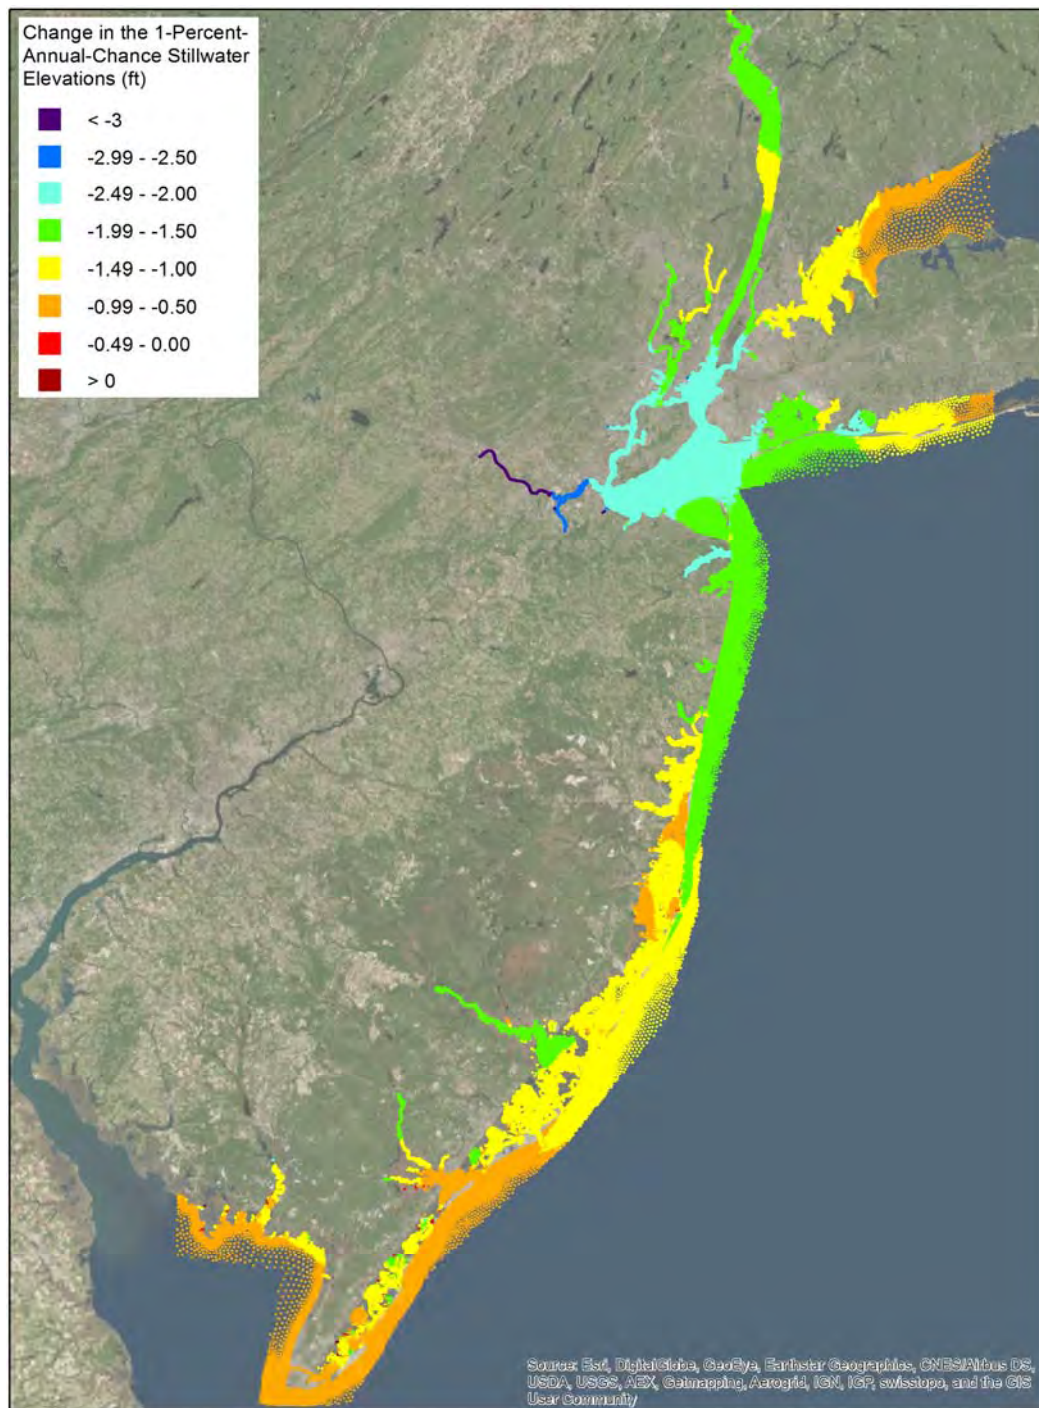 Change in the 1-Percent-
Annual-Chance Stillwater
Elevations (ft)
< -3
-2.99 - -2.50
-2.49 - -2.00
-1.99 - -1.50
-1.49 - -1.00
-0.99 - -0.50
-0.49 - 0.00
> 0
Source: Esri, DigitalGlobe, GeoEye, Earthstar Geographics, CNES/Airbus DS,
USDA, USGS, AEX, Getmapping, Aerogrid, IGN, IGP, swisstopo, and the GIS
User Community